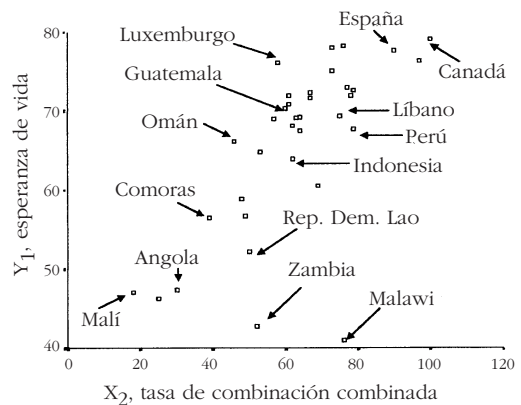 80
70
60
50
40
0
20
40
60
80
100
120
Y1, esperanza de vida
X2, tasa de combinación combinada
España
Luxemburgo
Canadá
Guatemala
Líbano
Omán
Perú
Indonesia
Comoras
Rep. Dem. Lao
Angola
Zambia
Malí
Malawi